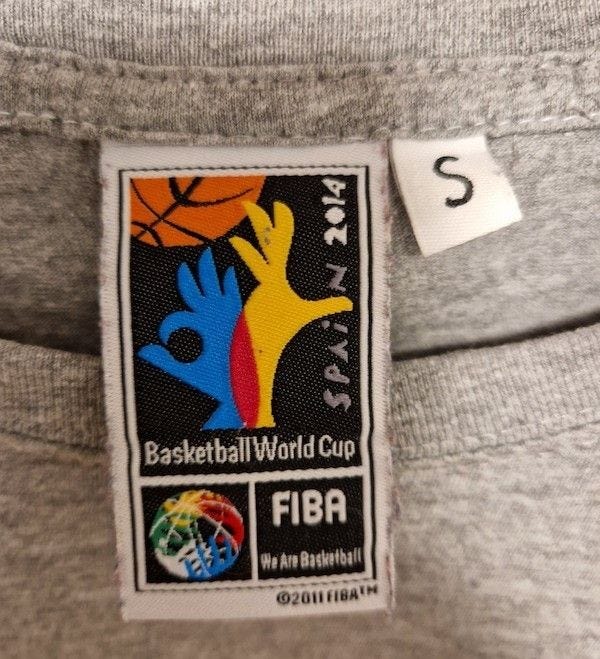 SPAiN 2014
S
Basketball World Cup
FIBA
We Are Basketball
©2011 FIBA™